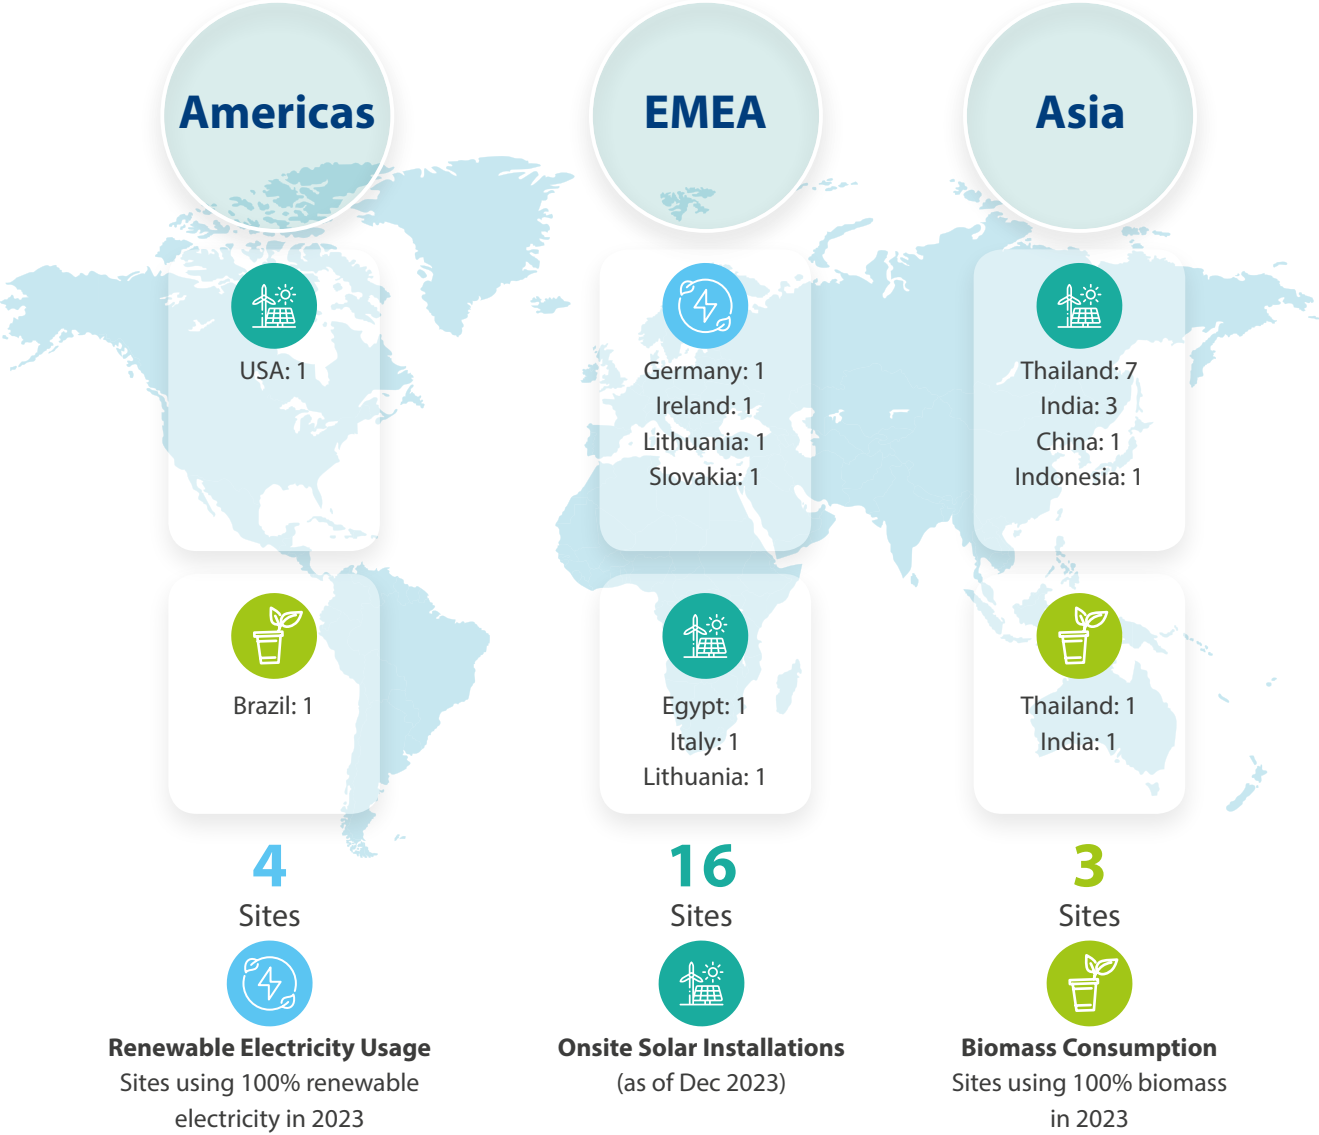 Americas
USA: 1
Brazil: 1
EMEA
Germany: 1
Ireland: 1
Lithuania: 1
Slovakia: 1
Egypt: 1
Italy: 1
Lithuania: 1
Asia
Thailand: 7
India: 3
China: 1
Indonesia: 1
Thailand: 1
India: 1
4
Sites
Renewable Electricity Usage
Sites using 100% renewable
electricity in 2023
16
Sites
Onsite Solar Installations
(as of Dec 2023)
3
Sites
Biomass Consumption
Sites using 100% biomass
in 2023